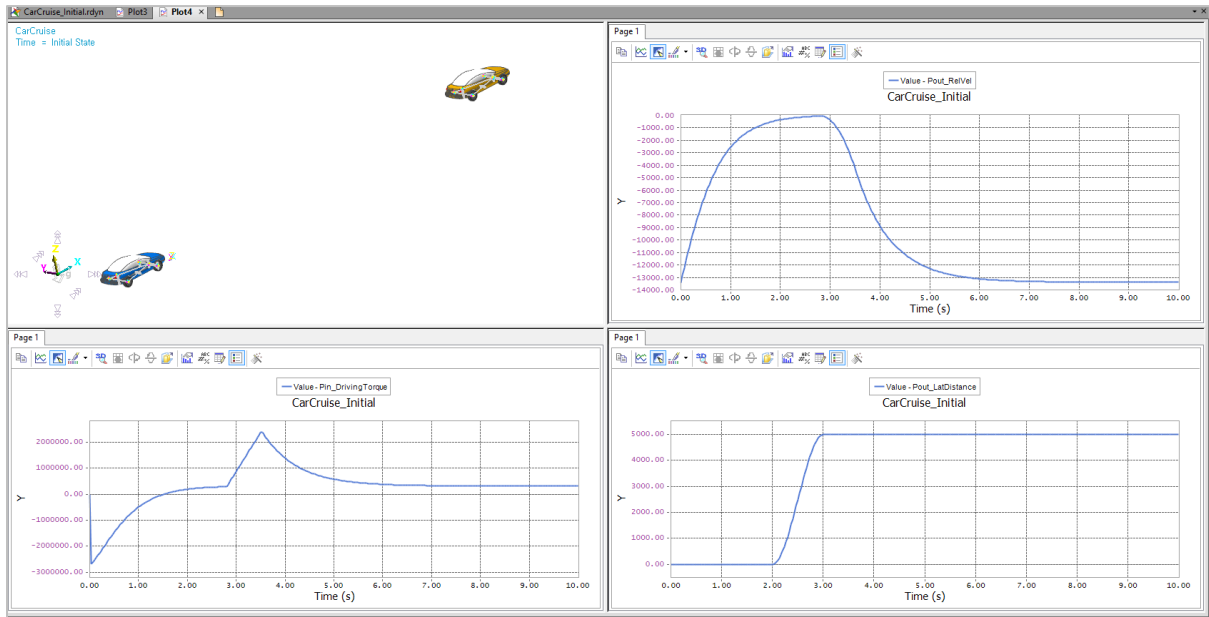 CarCruise_Initial.rdyn Plot3 Plot4 ×
CarCruise
Time = Initial State
Z
X
Y
Page 1
Value - Pout_RelVel
CarCruise_Initial
0.00
-1000.00
-2000.00
-3000.00
-4000.00
-5000.00
-6000.00
-7000.00
-8000.00
-9000.00
-10000.00
-11000.00
-12000.00
-13000.00
-14000.00
Y
0.00 1.00 2.00 3.00 4.00 5.00 6.00 7.00 8.00 9.00 10.00
Time (s)
Page 1
Value - Pin_DrivingTorque
CarCruise_Initial
2000000.00
1000000.00
0.00
-1000000.00
-2000000.00
-3000000.00
Y
0.00 1.00 2.00 3.00 4.00 5.00 6.00 7.00 8.00 9.00 10.00
Time (s)
Page 1
Value - Pout_LatDistance
CarCruise_Initial
5000.00
4000.00
3000.00
2000.00
1000.00
0.00
Y
0.00 1.00 2.00 3.00 4.00 5.00 6.00 7.00 8.00 9.00 10.00
Time (s)